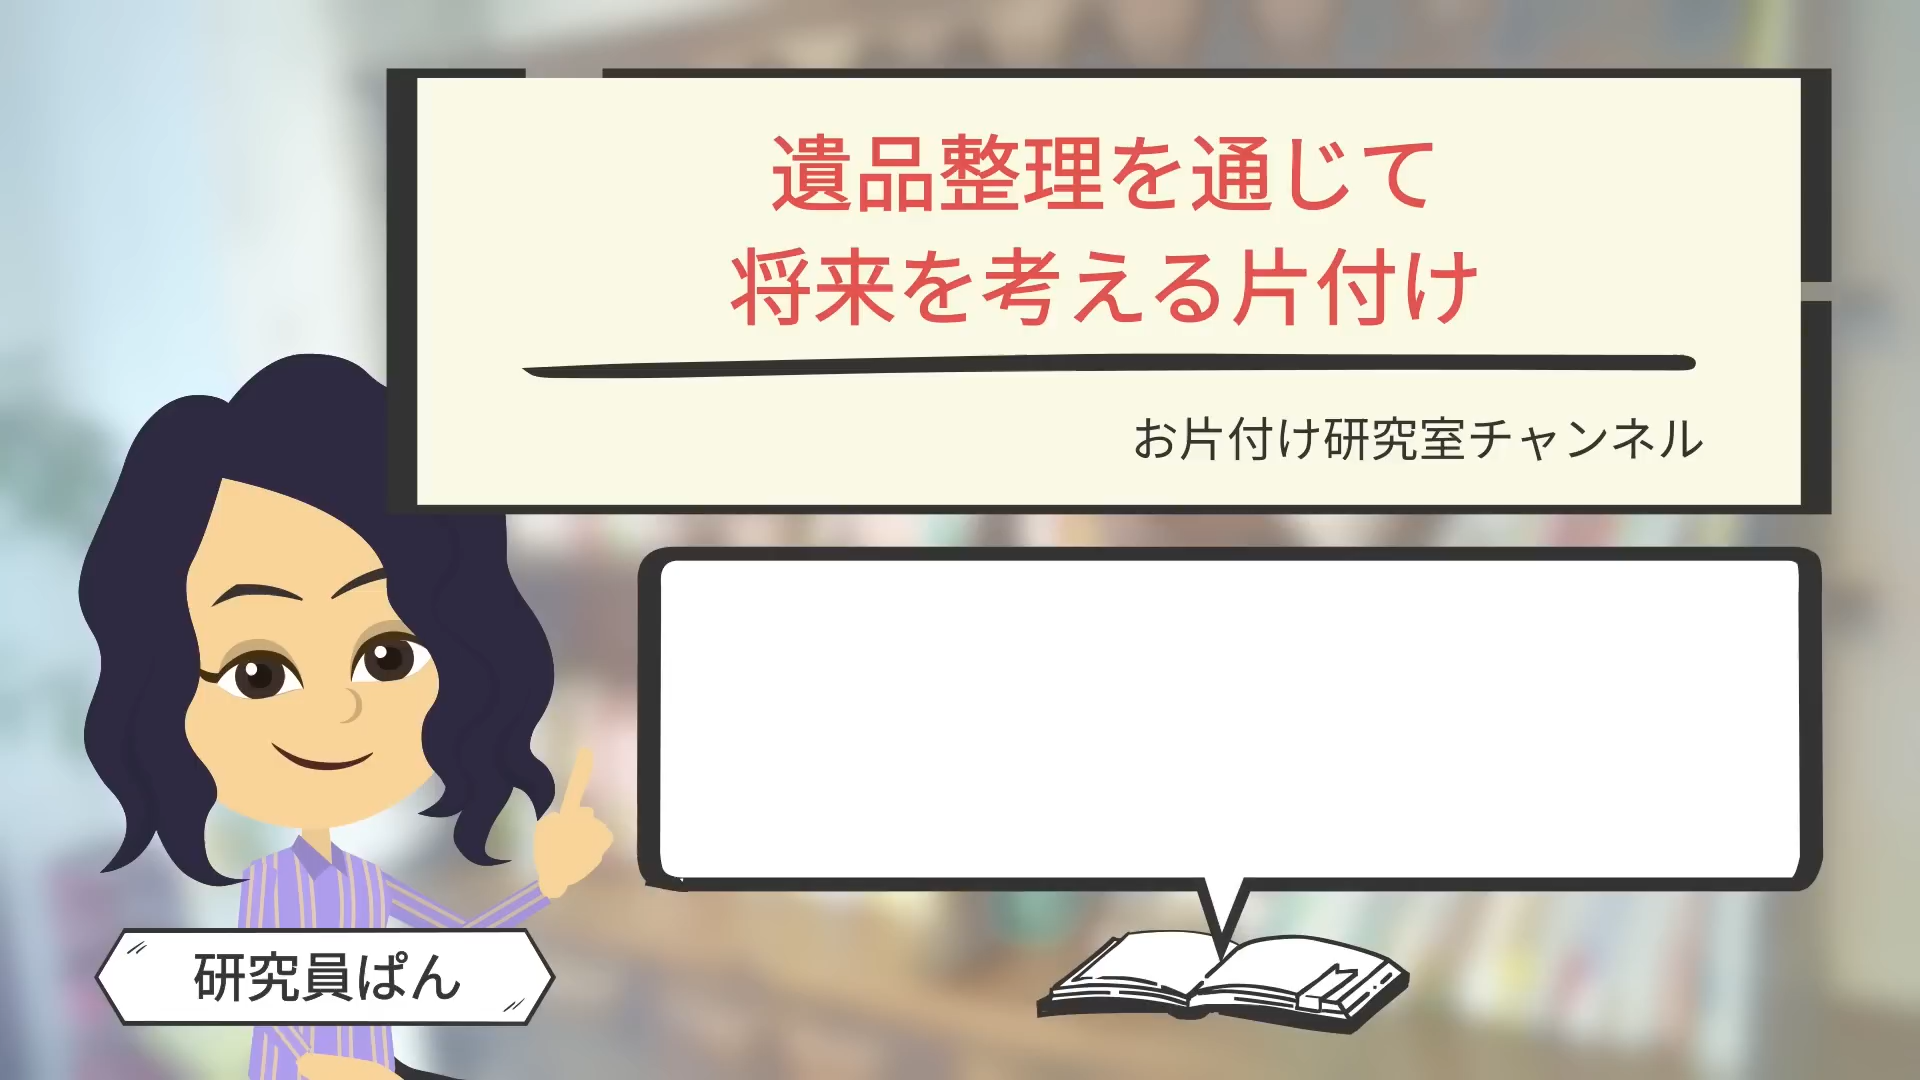 遺品整理を通じて
将来を考える片付け
お片付け研究室チャンネル
研究員ぱん